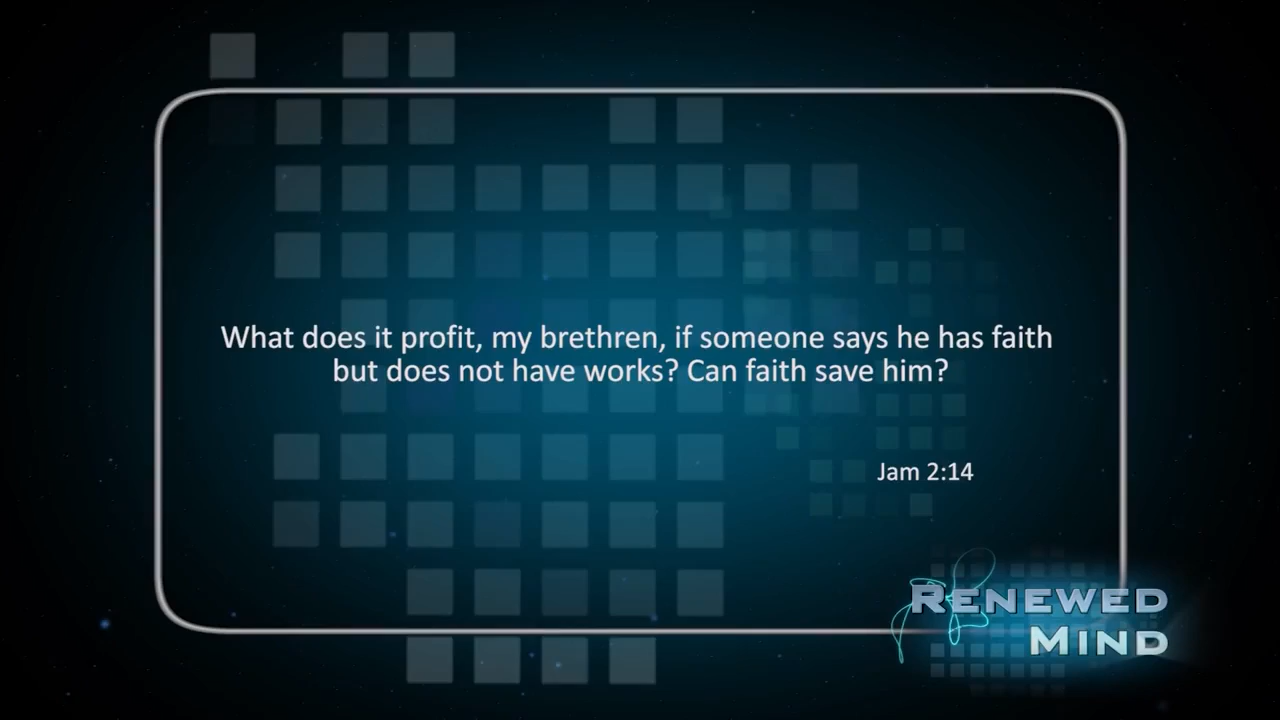 What does it profit, my brethren, if someone says he has faith
but does not have works? Can faith save him?
Jam 2:14
RENEWED
MIND